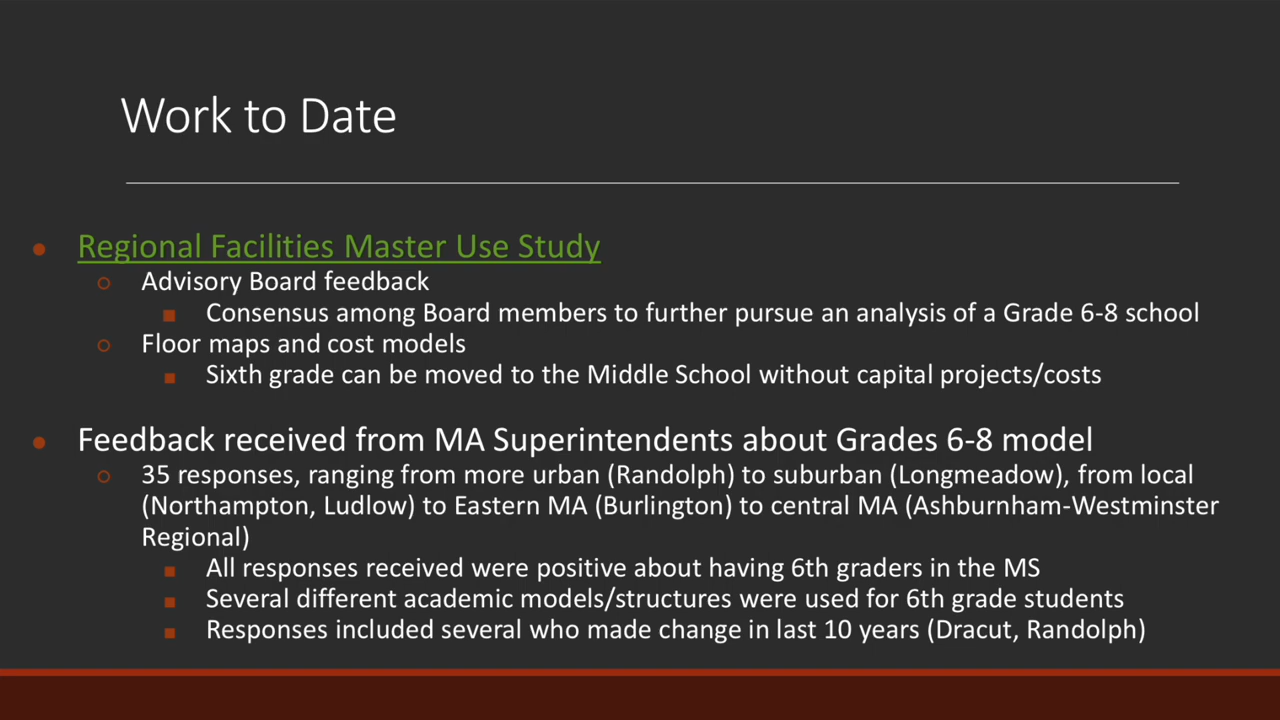 Work to Date
Regional Facilities Master Use Study
Advisory Board feedback
Consensus among Board members to further pursue an analysis of a Grade 6-8 school
Floor maps and cost models
Sixth grade can be moved to the Middle School without capital projects/costs
Feedback received from MA Superintendents about Grades 6-8 model
35 responses, ranging from more urban (Randolph) to suburban (Longmeadow), from local
(Northampton, Ludlow) to Eastern MA (Burlington) to central MA (Ashburnham-Westminster
Regional)
All responses received were positive about having 6th graders in the MS
Several different academic models/structures were used for 6th grade students
Responses included several who made change in last 10 years (Dracut, Randolph)